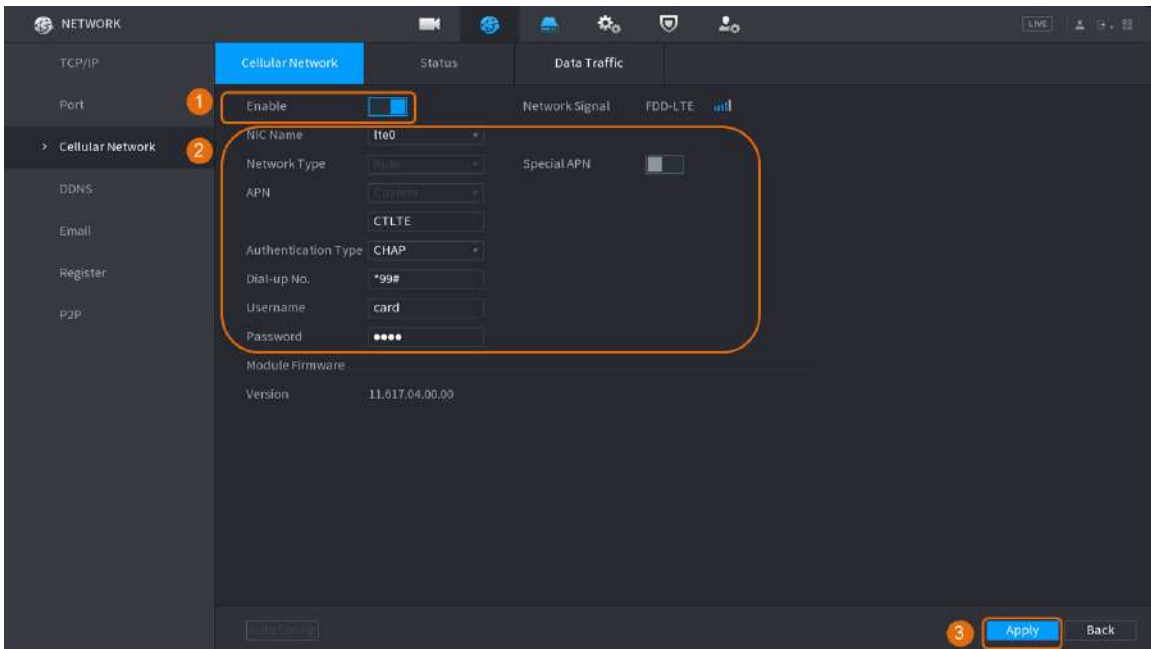 NETWORK
LIVE
TCP/IP
Cellular Network
Status
Data Traffic
Port
1
Enable
Network Signal
FDD-LTE
> Cellular Network
2
NIC Name
lte0
Network Type
Auto
Special APN
DDNS
APN
Custom
CTLTE
Email
Authentication Type
CHAP
Register
Dial-up No.
*99#
Username
card
P2P
Password
●●●●
Module Firmware
Version
11.617.04.00.00
3
Apply
Back